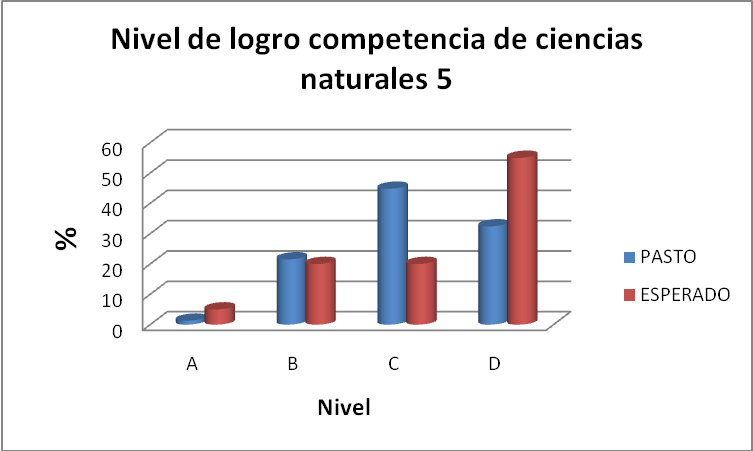 Nivel de logro competencia de ciencias
naturales 5
60
50
40
30
20
10
0
%
A B C D
Nivel
PASTO
ESPERADO